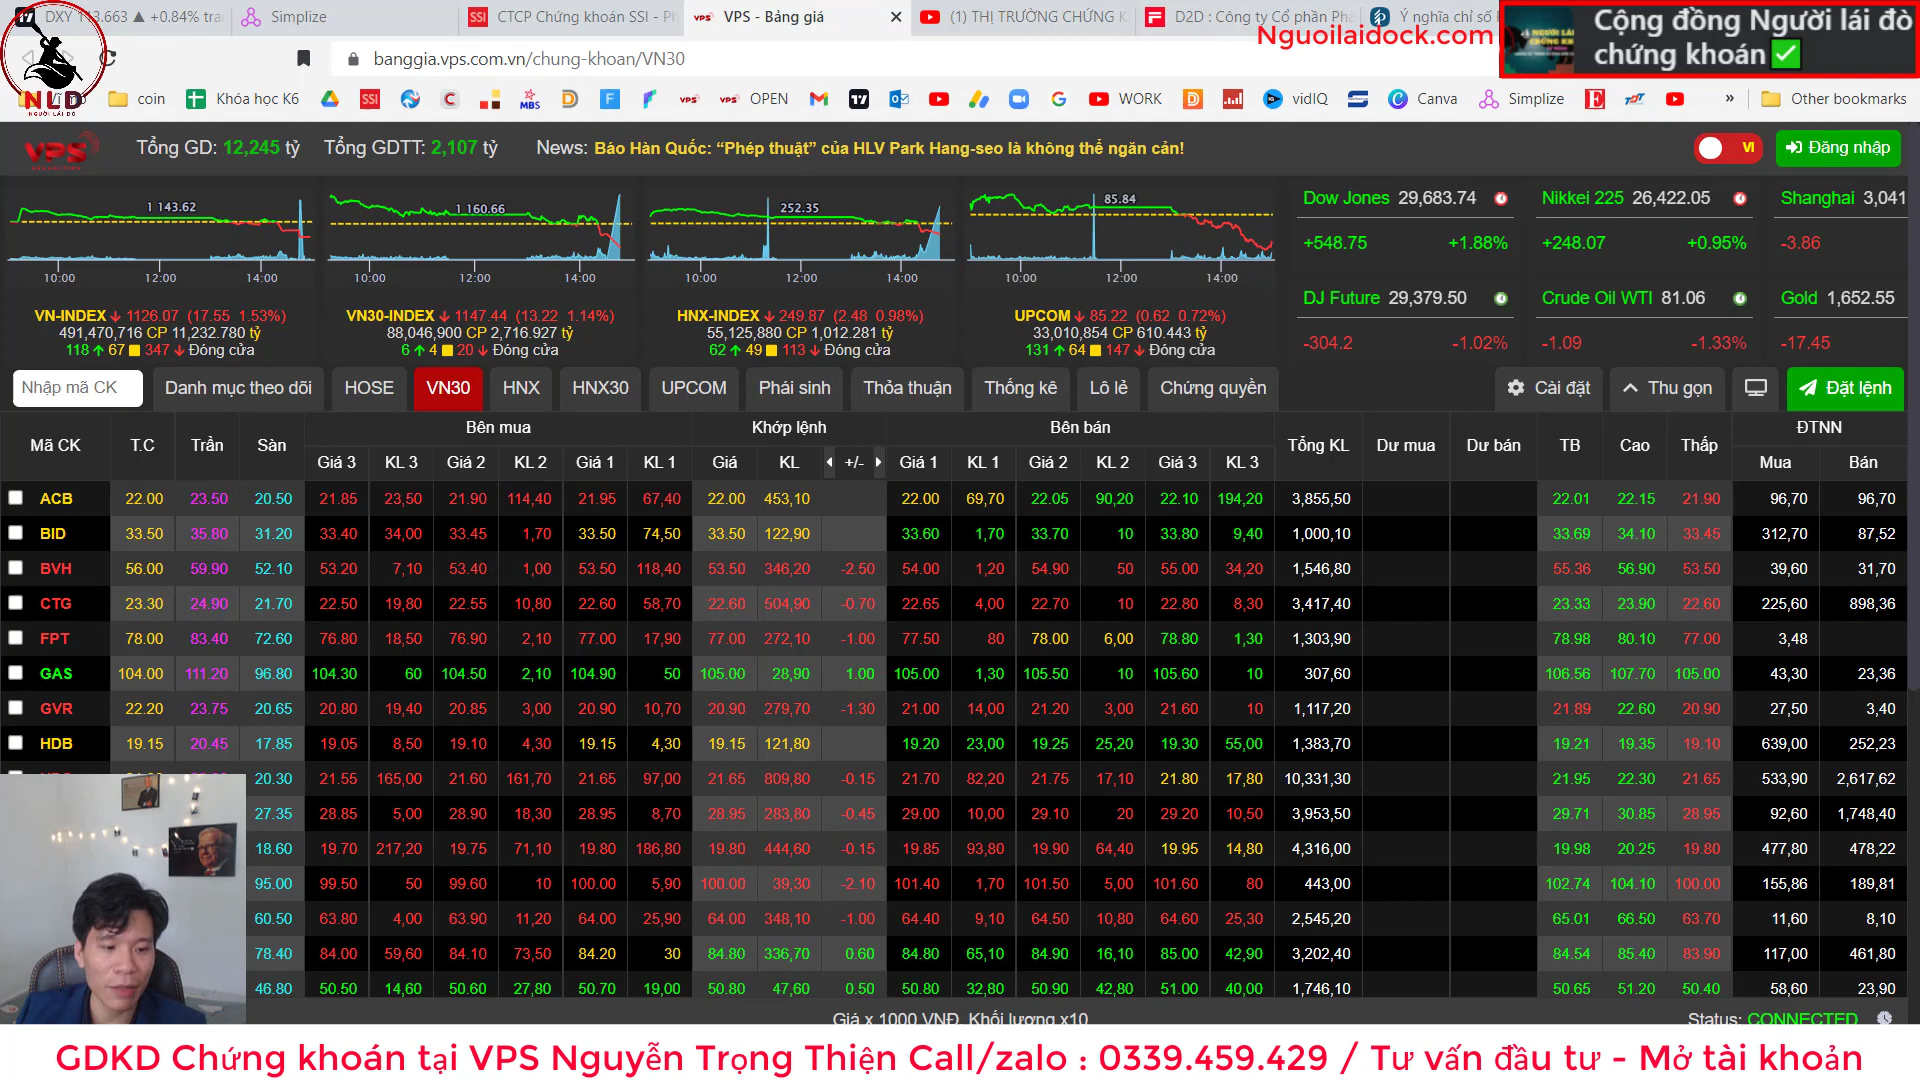 DXY 113.663 ▲ +0.84%
Simplize
SSI CTCP Chứng khoán SSI - Ph
VPS - Bảng giá
(1) THỊ TRƯỜNG CHỨNG K
D2D : Công ty Cổ phần Phá
Ý nghĩa chỉ số
Nguoilaidock.com
Cộng đồng Người lái đò
chứng khoán ✅
banggia.vps.com.vn/chung-khoan/VN30
NLD
NGƯỜI LÁI ĐÒ
coin Khóa học K6 SSI MBS OPEN WORK vidIQ Canva Simplize » Other bookmarks
VPS Tổng GD: 12,245 tỷ Tổng GDTT: 2,107 tỷ News: Báo Hàn Quốc: “Phép thuật” của HLV Park Hang-seo là không thể ngăn cản! VI Đăng nhập
1 143.62 1 160.66 252.35 85.84
10:00 12:00 14:00 10:00 12:00 14:00 10:00 12:00 14:00 10:00 12:00 14:00
Dow Jones 29,683.74 Nikkei 225 26,422.05 Shanghai 3,041
+548.75 +1.88% +248.07 +0.95% -3.86
DJ Future 29,379.50 Crude Oil WTI 81.06 Gold 1,652.55
-304.2 -1.02% -1.09 -1.33% -17.45
VN-INDEX 1126.07 (17.55 1.53%) VN30-INDEX 1147.44 (13.22 1.14%) HNX-INDEX 249.87 (2.48 0.98%) UPCOM 85.22 (0.62 0.72%)
491,470,716 CP 11,232.780 tỷ 88,046,900 CP 2,716.927 tỷ 55,125,880 CP 1,012.281 tỷ 33,010,854 CP 610.443 tỷ
118 67 347 Đóng cửa 6 4 20 Đóng cửa 62 49 113 Đóng cửa 131 64 147 Đóng cửa
Nhập mã CK Danh mục theo dõi HOSE VN30 HNX HNX30 UPCOM Phái sinh Thỏa thuận Thống kê Lô lẻ Chứng quyền Cài đặt Thu gọn Đặt lệnh
Mã CK T.C Trần Sàn Bên mua Khớp lệnh Bên bán Tổng KL Dư mua Dư bán TB Cao Thấp ĐTNN
Giá 3 KL 3 Giá 2 KL 2 Giá 1 KL 1 Giá KL +/- Giá 1 KL 1 Giá 2 KL 2 Giá 3 KL 3 Mua Bán
ACB 22.00 23.50 20.50 21.85 23,50 21.90 114,40 21.95 67,40 22.00 453,10 22.00 69,70 22.05 90,20 22.10 194,20 3,855,50 22.01 22.15 21.90 96,70 96,70
BID 33.50 35.80 31.20 33.40 34,00 33.45 1,70 33.50 74,50 33.50 122,90 33.60 1,70 33.70 10 33.80 9,40 1,000,10 33.69 34.10 33.45 312,70 87,52
BVH 56.00 59.90 52.10 53.20 7,10 53.40 1,00 53.50 118,40 53.50 346,20 -2.50 54.00 1,20 54.90 50 55.00 34,20 1,546,80 55.36 56.90 53.50 39,60 31,70
CTG 23.30 24.90 21.70 22.50 19,80 22.55 10,80 22.60 58,70 22.60 504,90 -0.70 22.65 4,00 22.70 10 22.80 8,30 3,417,40 23.33 23.90 22.60 225,60 898,36
FPT 78.00 83.40 72.60 76.80 18,50 76.90 2,10 77.00 17,90 77.00 272,10 -1.00 77.50 80 78.00 6,00 78.80 1,30 1,303,90 78.98 80.10 77.00 3,48
GAS 104.00 111.20 96.80 104.30 60 104.50 2,10 104.90 50 105.00 28,90 1.00 105.00 1,30 105.50 10 105.60 10 307,60 106.56 107.70 105.00 43,30 23,36
GVR 22.20 23.75 20.65 20.80 19,40 20.85 3,00 20.90 10,70 20.90 279,70 -1.30 21.00 14,00 21.20 3,00 21.60 10 1,117,20 21.89 22.60 20.90 27,50 3,40
HDB 19.15 20.45 17.85 19.05 8,50 19.10 4,30 19.15 4,30 19.15 121,80 19.20 23,00 19.25 25,20 19.30 55,00 1,383,70 19.21 19.35 19.10 639,00 252,23
20.30 21.55 165,00 21.60 161,70 21.65 97,00 21.65 809,80 -0.15 21.70 82,20 21.75 17,10 21.80 17,80 10,331,30 21.95 22.30 21.65 533,90 2,617,62
27.35 28.85 5,00 28.90 18,30 28.95 8,70 28.95 283,80 -0.45 29.00 10,00 29.10 20 29.20 10,50 3,953,50 29.71 30.85 28.95 92,60 1,748,40
18.60 19.70 217,20 19.75 71,10 19.80 186,80 19.80 444,60 -0.15 19.85 93,80 19.90 64,40 19.95 14,80 4,316,00 19.98 20.25 19.80 477,80 478,22
95.00 99.50 50 99.60 10 100.00 5,90 100.00 39,30 -2.10 101.40 1,70 101.50 5,00 101.60 80 443,00 102.74 104.10 100.00 155,86 189,81
60.50 63.80 4,00 63.90 11,20 64.00 25,90 64.00 348,10 -1.00 64.40 9,10 64.50 10,80 64.60 25,30 2,545,20 65.01 66.50 63.70 11,60 8,10
78.40 84.00 59,60 84.10 73,50 84.20 30 84.80 336,70 0.60 84.80 65,10 84.90 16,10 85.00 42,90 3,202,40 84.54 85.40 83.90 117,00 461,80
46.80 50.50 14,60 50.60 27,80 50.70 19,00 50.80 47,60 0.50 50.80 32,80 50.90 42,80 51.00 40,00 1,746,10 50.65 51.20 50.40 58,60 23,90
Giá x 1000 VNĐ. Khối lượng x10 Status: CONNECTED
GDKD Chứng khoán tại VPS Nguyễn Trọng Thiện Call/zalo : 0339.459.429 / Tư vấn đầu tư - Mở tài khoản